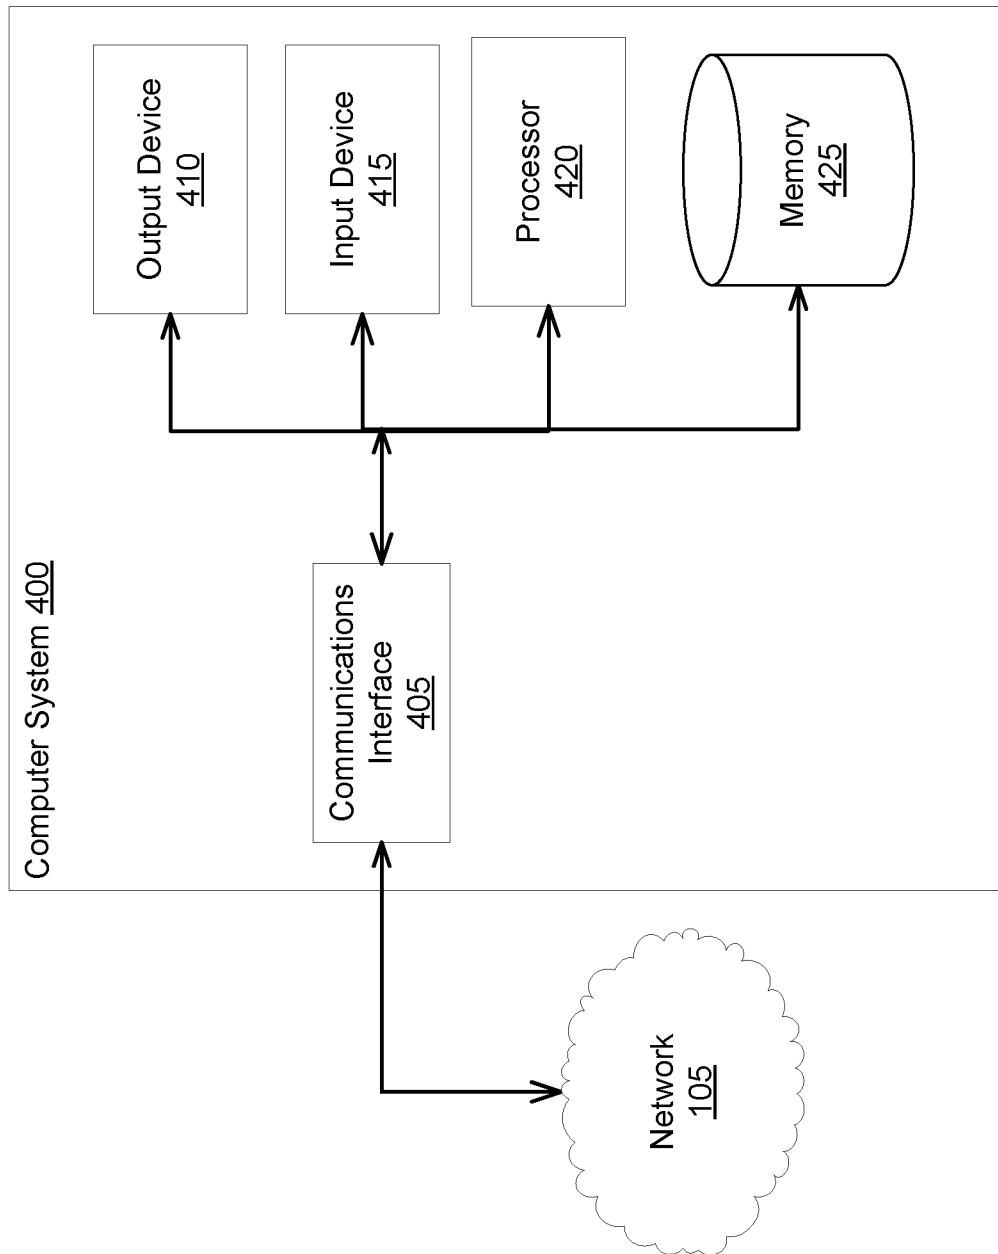 Computer System 400
Output Device
410
Input Device
415
Processor
420
Memory
425
Communications
Interface
405
Network
105